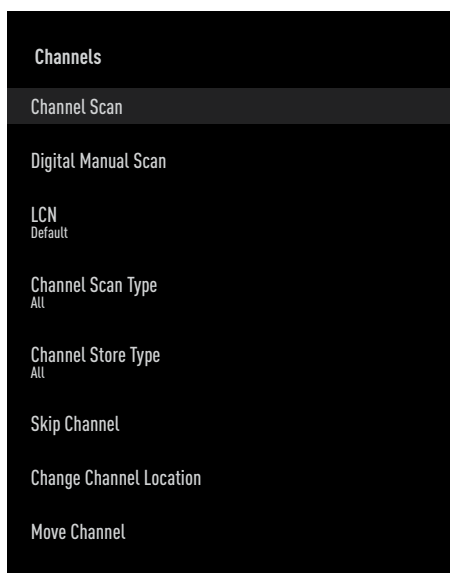 Channels
Channel Scan
Digital Manual Scan
LCN
Default
Channel Scan Type
All
Channel Store Type
All
Skip Channel
Change Channel Location
Move Channel